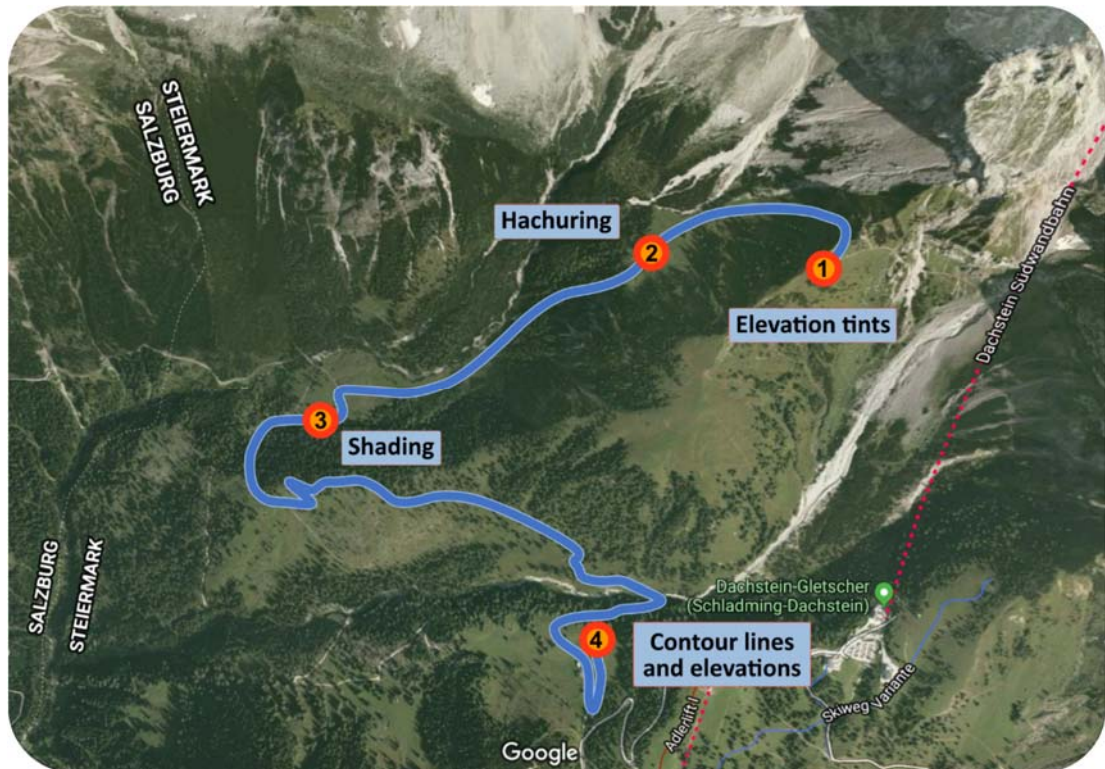 STEIERMARK
SALZBURG
Hachuring
2
1
Elevation tints
Dachstein Südwandbahn
3
Shading
SALZBURG
STEIERMARK
Dachstein-Gletscher
(Schladming-Dachstein)
4
Contour lines
and elevations
Skiweg Variante
Adlerlift I
Google